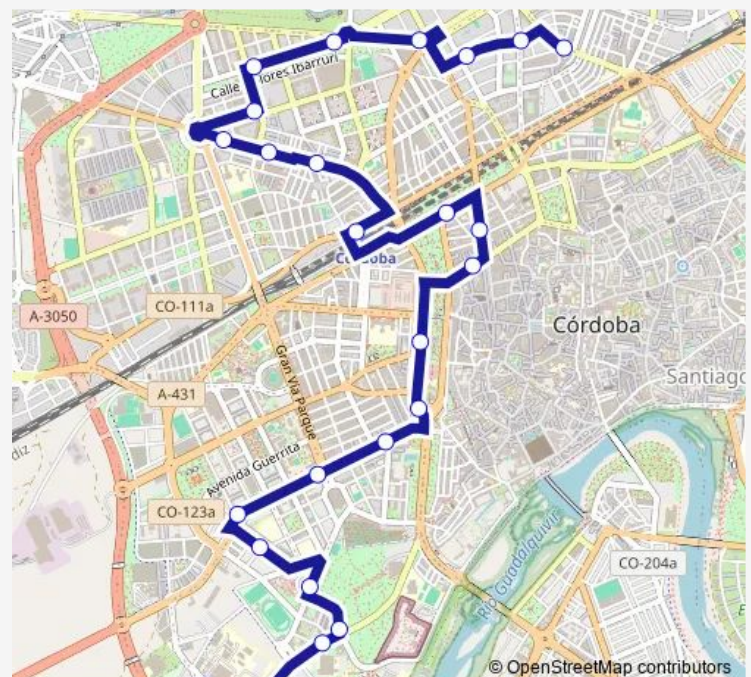 Calle
lores Ibárruri
Córdoba
CO-111a
A-3050
Córdoba
Santiago
A-431
Gran Vía Parque
Avenida Guerrita
CO-123a
Río Guadalquivir
CO-204a
© OpenStreetMap contributors